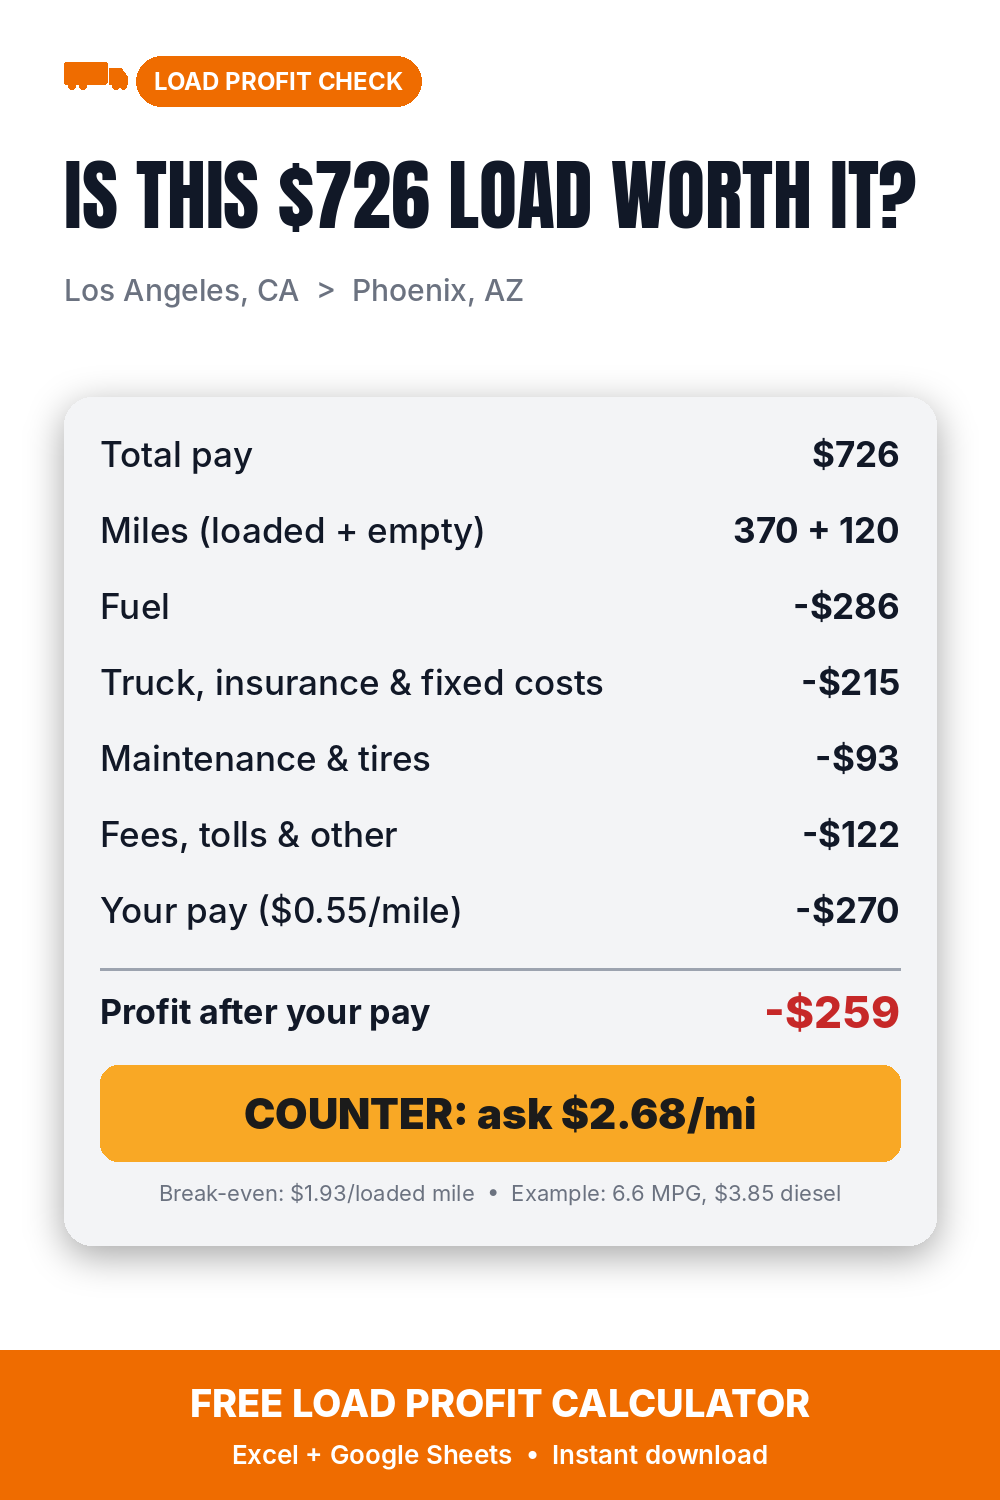 LOAD PROFIT CHECK
IS THIS $726 LOAD WORTH IT?
Los Angeles, CA > Phoenix, AZ
Total pay $726
Miles (loaded + empty) 370 + 120
Fuel -$286
Truck, insurance & fixed costs -$215
Maintenance & tires -$93
Fees, tolls & other -$122
Your pay ($0.55/mile) -$270
Profit after your pay -$259
COUNTER: ask $2.68/mi
Break-even: $1.93/loaded mile • Example: 6.6 MPG, $3.85 diesel
FREE LOAD PROFIT CALCULATOR
Excel + Google Sheets • Instant download